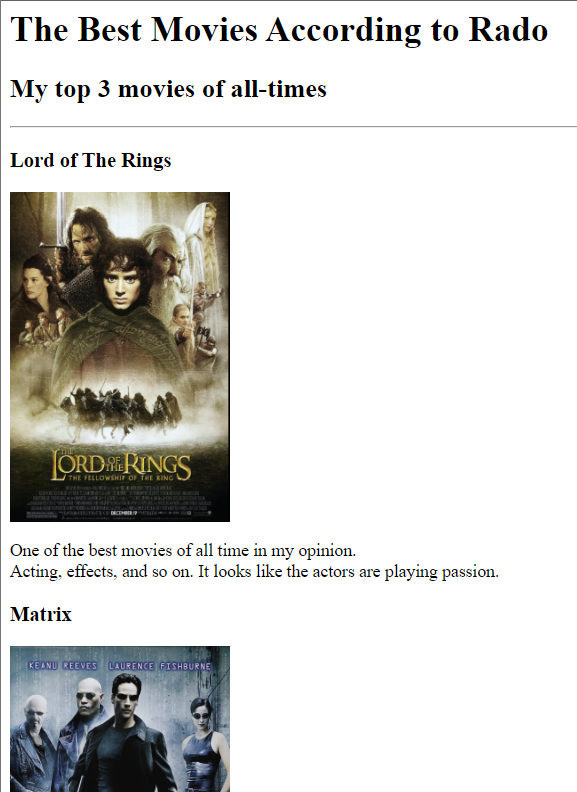 The Best Movies According to Rado
My top 3 movies of all-times
Lord of The Rings
THE
LORD OF THE RINGS
THE FELLOWSHIP OF THE RING
DECEMBER 19
One of the best movies of all time in my opinion.
Acting, effects, and so on. It looks like the actors are playing passion.
Matrix
KEANU REEVES LAURENCE FISHBURNE